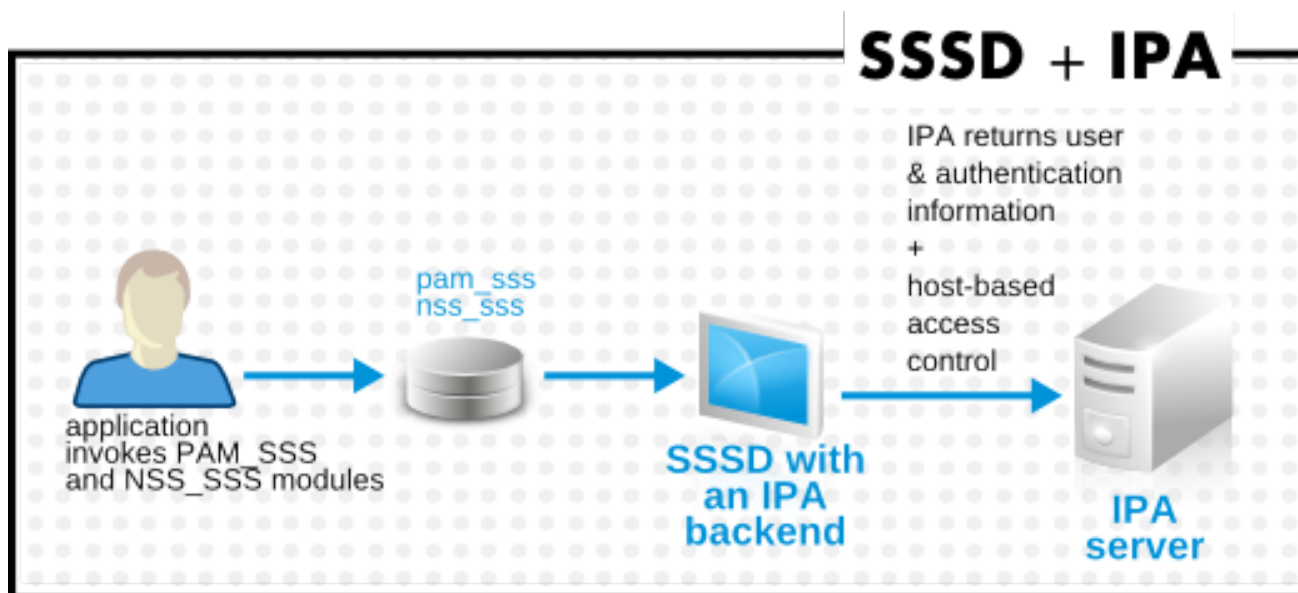 SSSD + IPA
IPA returns user
& authentication
information
+
host-based
access
control
pam_sss
nss_sss
application
invokes PAM_SSS
and NSS_SSS modules
SSSD with
an IPA
backend
IPA
server